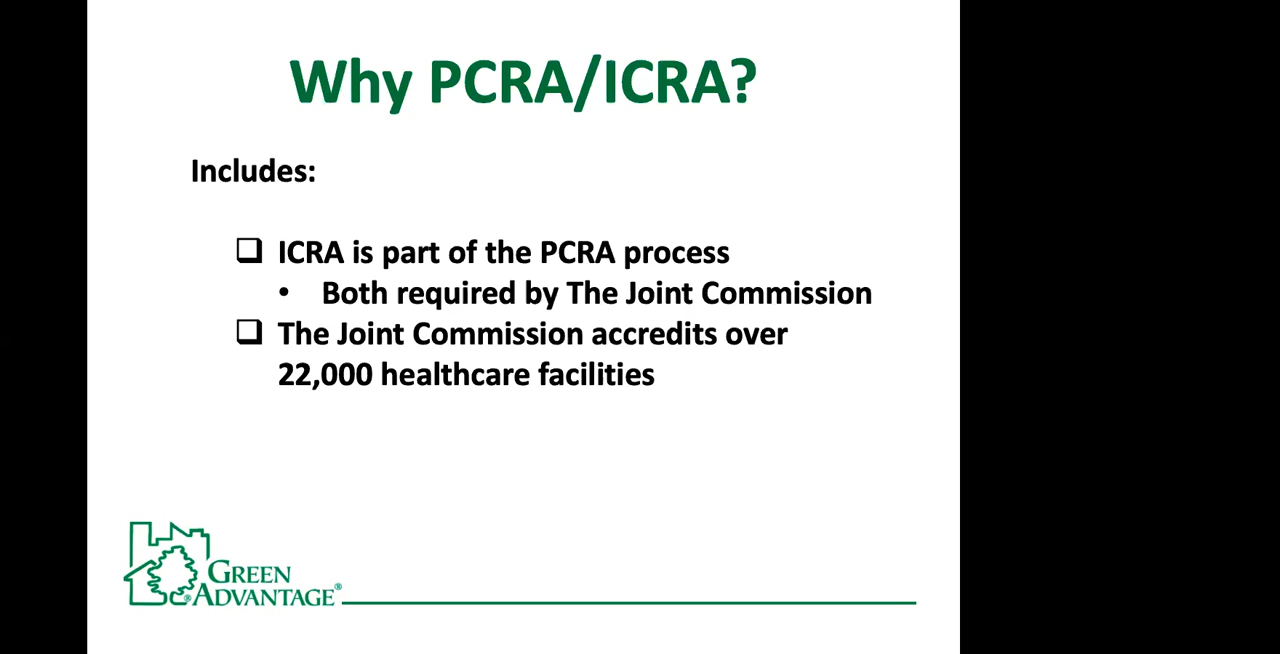 Why PCRA/ICRA?
Includes:
❑ ICRA is part of the PCRA process
• Both required by The Joint Commission
❑ The Joint Commission accredits over
22,000 healthcare facilities
GREEN
®ADVANTAGE®